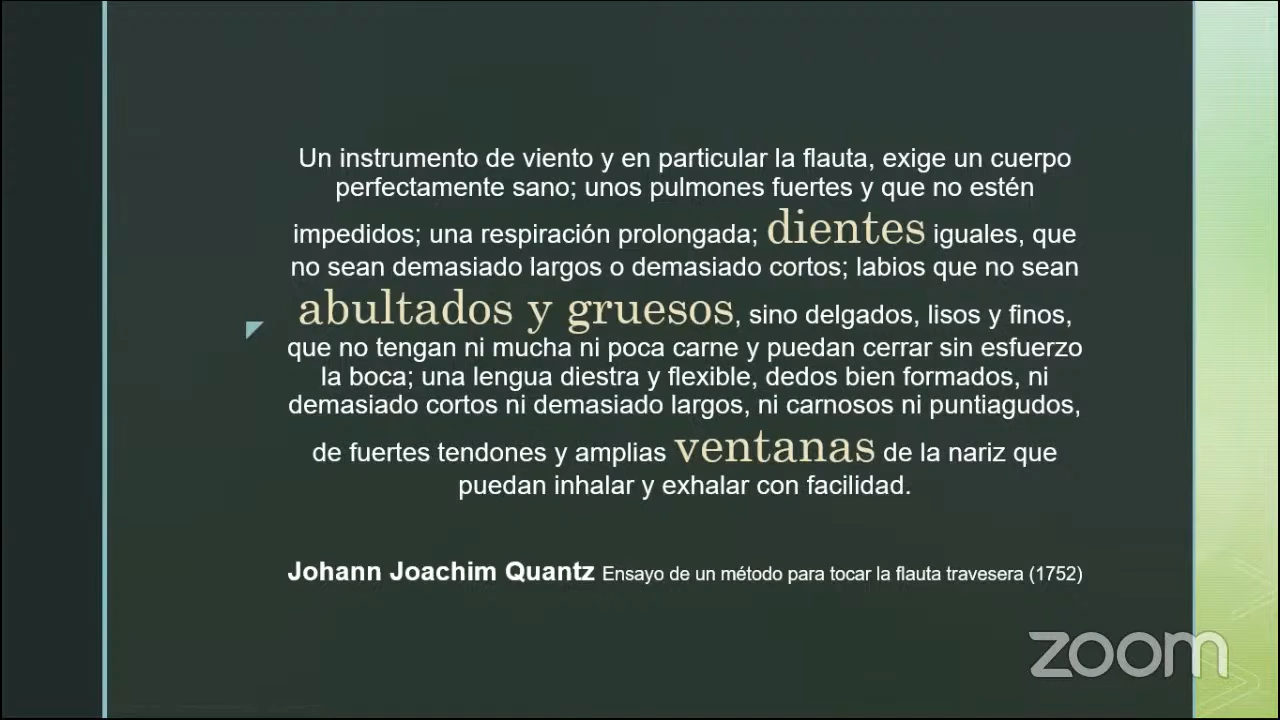 Un instrumento de viento y en particular la flauta, exige un cuerpo
perfectamente sano; unos pulmones fuertes y que no estén
impedidos; una respiración prolongada; dientes iguales, que
no sean demasiado largos o demasiado cortos; labios que no sean
abultados y gruesos, sino delgados, lisos y finos,
que no tengan ni mucha ni poca carne y puedan cerrar sin esfuerzo
la boca; una lengua diestra y flexible, dedos bien formados, ni
demasiado cortos ni demasiado largos, ni carnosos ni puntiagudos,
de fuertes tendones y amplias ventanas de la nariz que
puedan inhalar y exhalar con facilidad.
Johann Joachim Quantz Ensayo de un método para tocar la flauta travesera (1752)
zoom